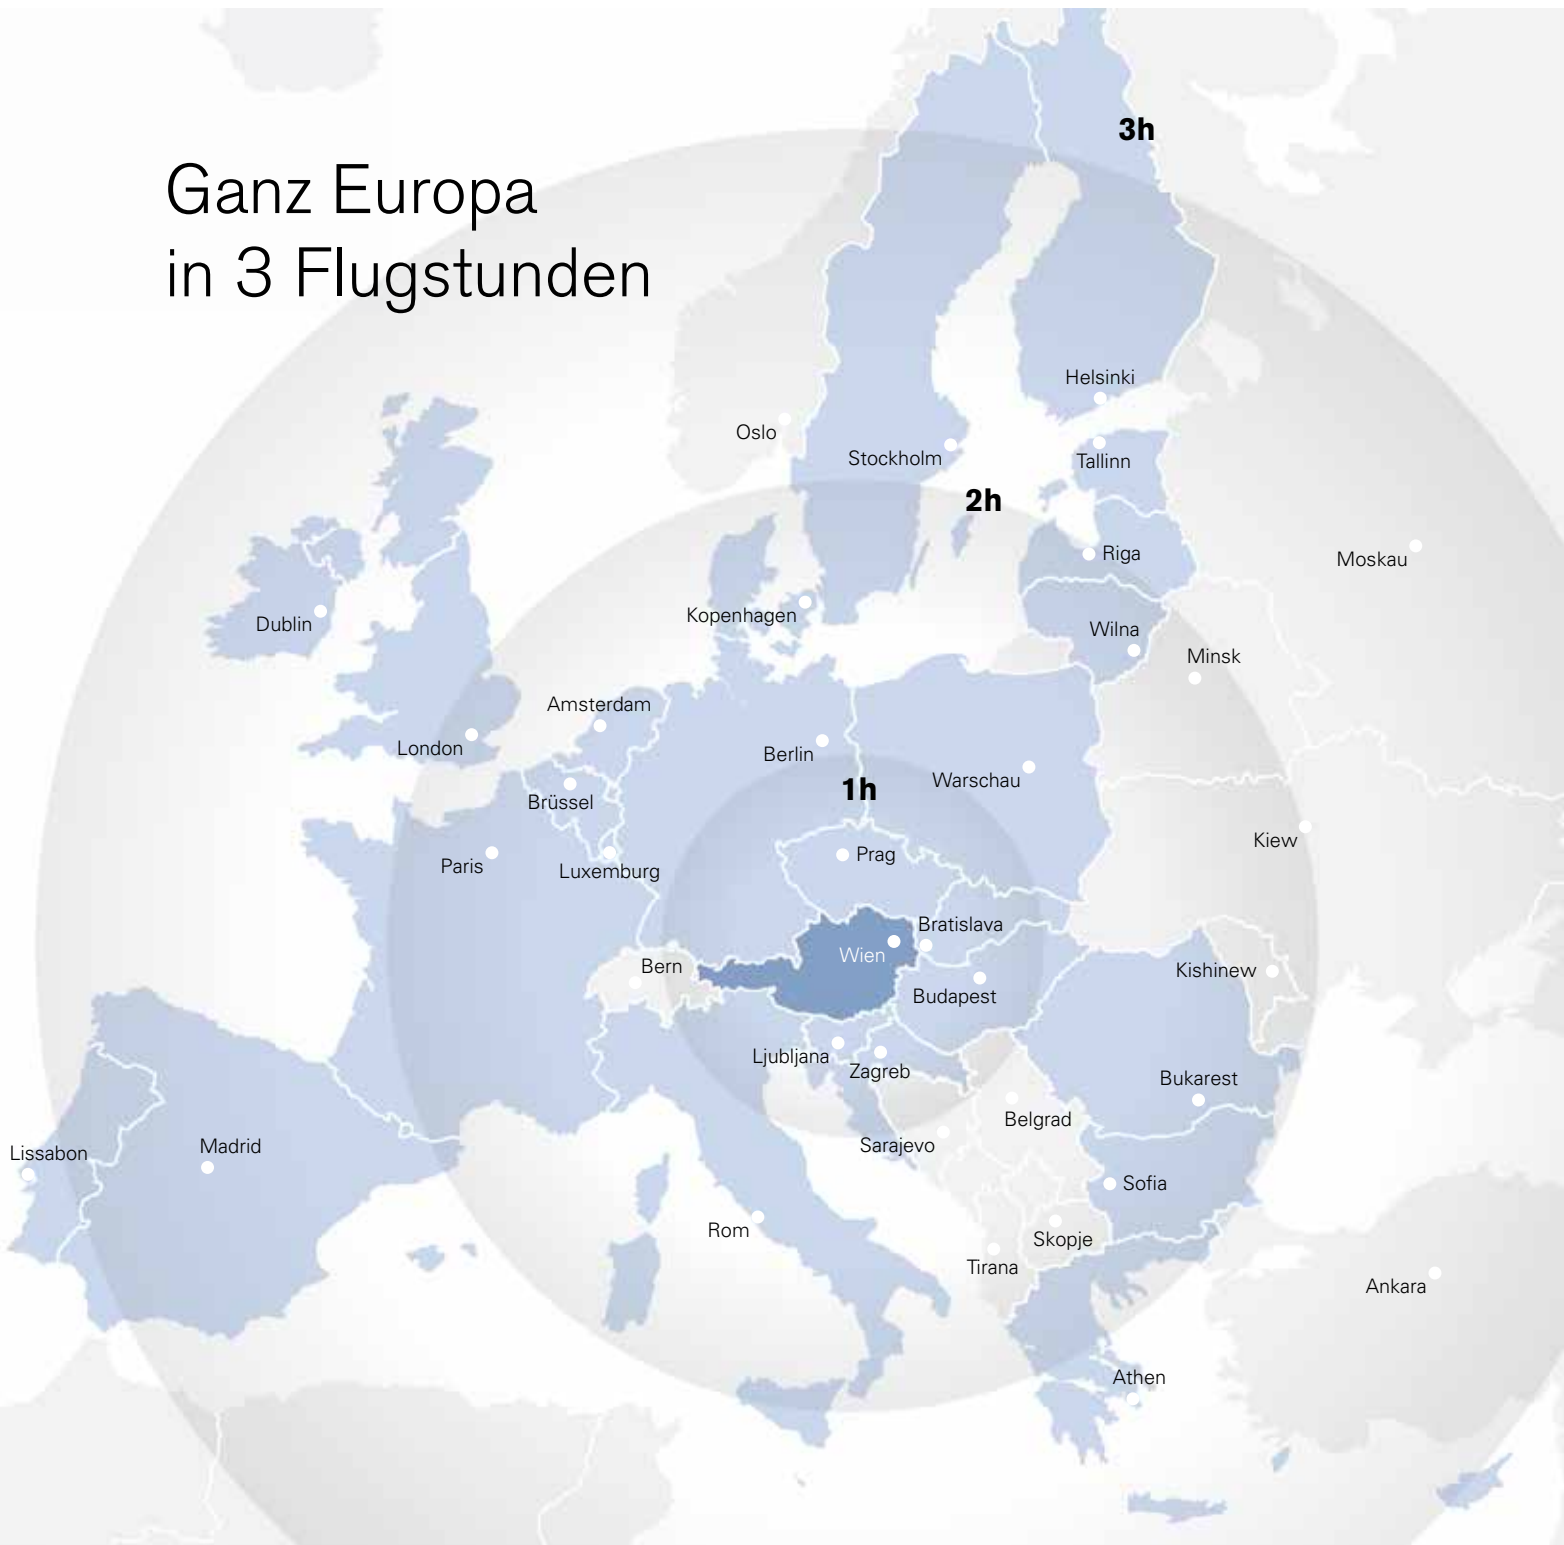 3h
Ganz Europa
in 3 Flugstunden
Helsinki
Oslo
Stockholm
Tallinn
2h
Riga
Moskau
Kopenhagen
Dublin
Wilna
Minsk
Amsterdam
London
Berlin
Warschau
1h
Brüssel
Kiew
Prag
Paris
Luxemburg
Bratislava
Wien
Bern
Kishinew
Budapest
Ljubljana
Zagreb
Bukarest
Belgrad
Sarajevo
Madrid
Lissabon
Sofia
Rom
Skopje
Tirana
Ankara
Athen